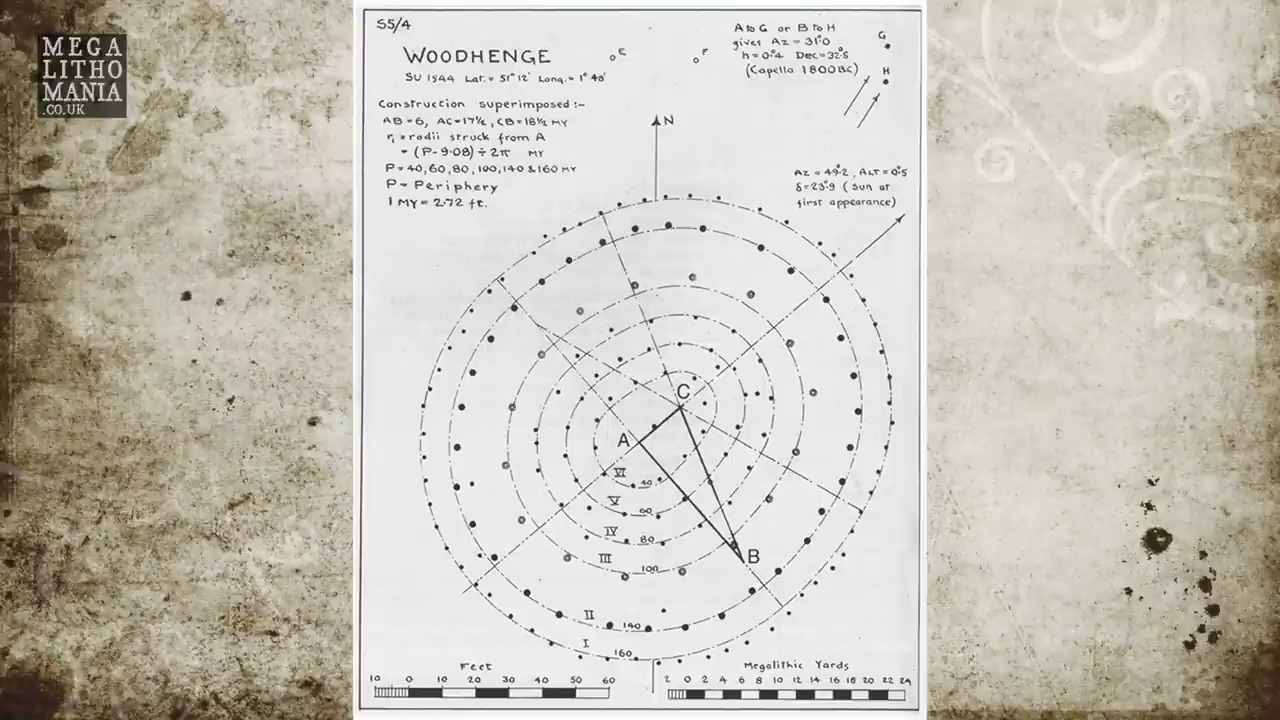 MEGA
LITHO
MANIA
.CO.UK
S5/4
WOODHENGE
SU 1544 Lat. = 51° 12' Long. = 1° 48'
Construction superimposed :-
AB = 6, AC = 17½, CB = 18½ MY
r, = radii struck from A
= (P - 9·08) ÷ 2π MY
P = 40, 60, 80, 100, 140 & 160 MY
P = Periphery
1 MY = 2·72 ft.
E
F
A to G or B to H
gives Az = 31°0
h = 0°4 Dec = 32°5
(Capella 1800 BC)
G
H
N
AZ = 49°2, ALT = 0°5
δ = 23°9 (Sun at
first appearance)
C
A
B
VI
40
V
60
IV
80
III
100
II
140
I
160
Feet
10 0 10 20 30 40 50 60
Megalithic Yards
2 0 2 4 6 8 10 12 14 16 18 20 22 24